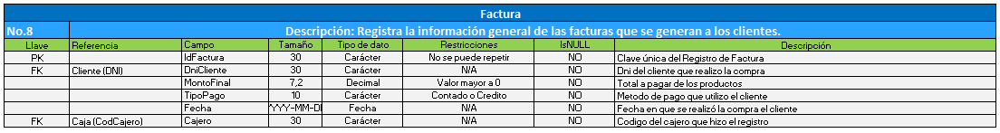 Factura
No.8 Descripción: Registra la información general de las facturas que se generan a los clientes.
Llave Referencia Campo Tamaño Tipo de dato Restricciones IsNULL Descripción
PK IdFactura 30 Carácter No se puede repetir NO Clave única del Registro de Factura
FK Cliente (DNI) DniCliente 30 Carácter N/A NO Dni del cliente que realizo la compra
MontoFinal 7,2 Decimal Valor mayor a 0 NO Total a pagar de los productos
TipoPago 10 Carácter Contado o Credito NO Metodo de pago que utilizo el cliente
Fecha YYY-MM-D Fecha N/A NO Fecha en que se realizó la compra el cliente
FK Caja (CodCajero) Cajero 30 Carácter N/A NO Codigo del cajero que hizo el registro